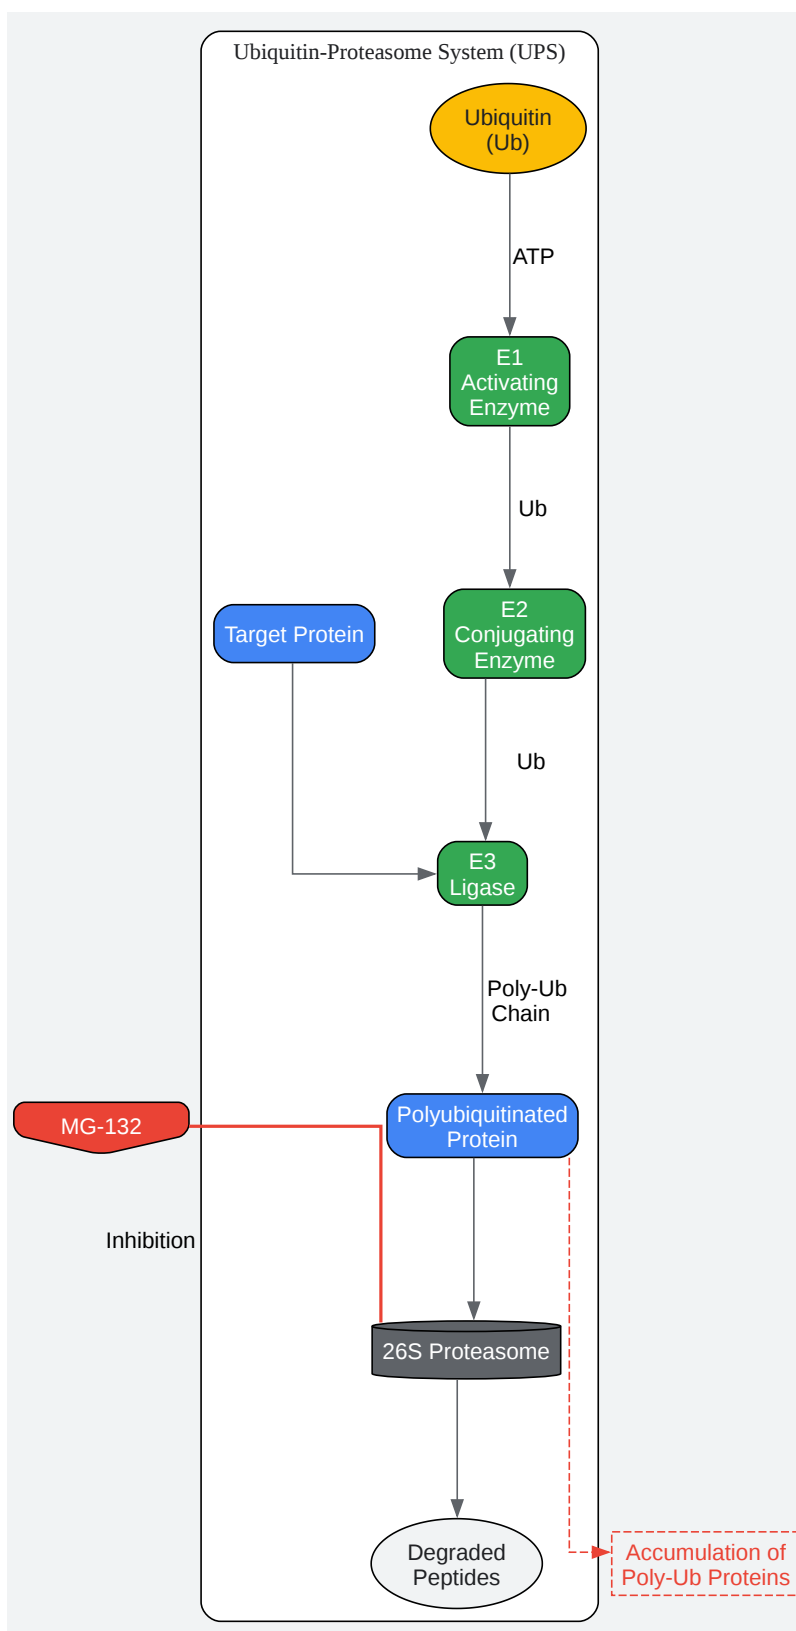 Ubiquitin-Proteasome System (UPS)
Ubiquitin
(Ub)
ATP
E1
Activating
Enzyme
Ub
E2
Conjugating
Enzyme
Target Protein
Ub
E3
Ligase
Poly-Ub
Chain
Polyubiquitinated
Protein
MG-132
Inhibition
26S Proteasome
Degraded
Peptides
Accumulation of
Poly-Ub Proteins